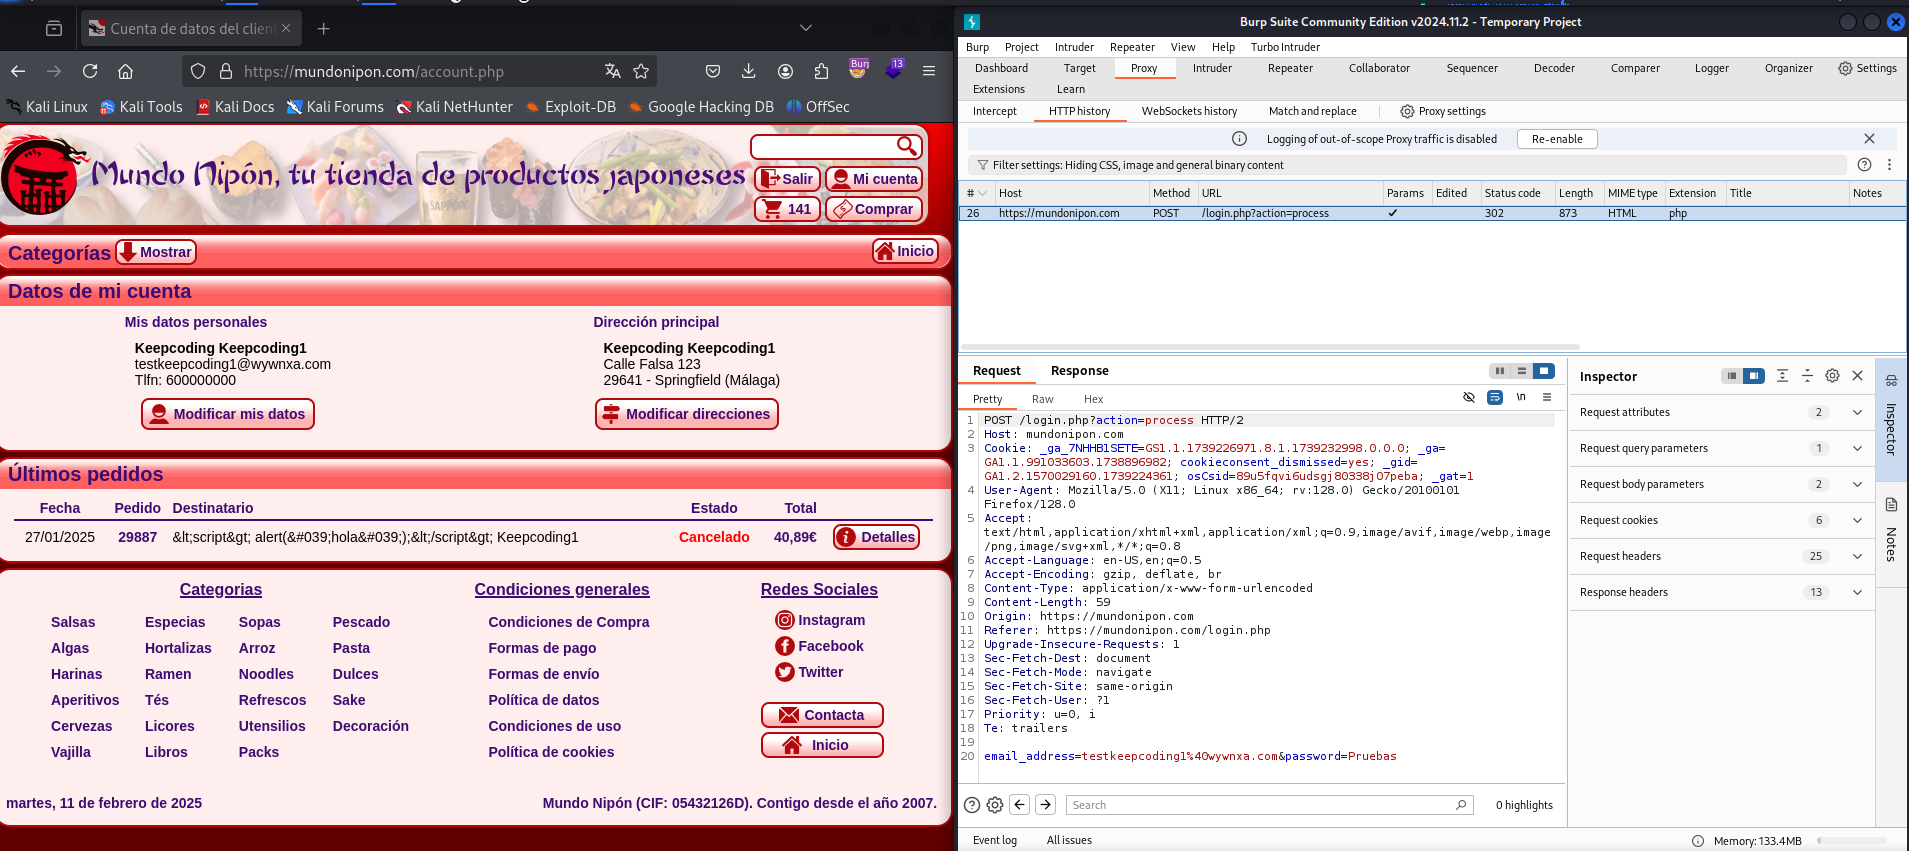 Cuenta de datos del client
https://mundonipon.com/account.php
Burp
13
Kali Linux
Kali Tools
Kali Docs
Kali Forums
Kali NetHunter
Exploit-DB
Google Hacking DB
OffSec
Mundo Nipón, tu tienda de productos japoneses
Salir
Mi cuenta
141
Comprar
Categorías
Mostrar
Inicio
Datos de mi cuenta
Mis datos personales
Keepcoding Keepcoding1
testkeepcoding1@wywnxa.com
Tlfn: 600000000
Modificar mis datos
Dirección principal
Keepcoding Keepcoding1
Calle Falsa 123
29641 - Springfield (Málaga)
Modificar direcciones
Últimos pedidos
Fecha Pedido Destinatario Estado Total
27/01/2025 29887 &lt;script&gt; alert(&#039;hola&#039;);&lt;/script&gt; Keepcoding1 Cancelado 40,89€ Detalles
Categorias
Salsas Especias Sopas Pescado
Algas Hortalizas Arroz Pasta
Harinas Ramen Noodles Dulces
Aperitivos Tés Refrescos Sake
Cervezas Licores Utensilios Decoración
Vajilla Libros Packs
Condiciones generales
Condiciones de Compra
Formas de pago
Formas de envío
Política de datos
Condiciones de uso
Política de cookies
Redes Sociales
Instagram
Facebook
Twitter
Contacta
Inicio
martes, 11 de febrero de 2025
Mundo Nipón (CIF: 05432126D). Contigo desde el año 2007.
Burp Suite Community Edition v2024.11.2 - Temporary Project
Burp Project Intruder Repeater View Help Turbo Intruder
Dashboard Target Proxy Intruder Repeater Collaborator Sequencer Decoder Comparer Logger Organizer Settings
Extensions Learn
Intercept HTTP history WebSockets history Match and replace Proxy settings
Logging of out-of-scope Proxy traffic is disabled
Re-enable
Filter settings: Hiding CSS, image and general binary content
# Host Method URL Params Edited Status code Length MIME type Extension Title Notes
26 https://mundonipon.com POST /login.php?action=process ✓ 302 873 HTML php
Request Response
Pretty Raw Hex
\n
1 POST /login.php?action=process HTTP/2
2 Host: mundonipon.com
3 Cookie: _ga_7NHHB1SETE=GS1.1.1739226971.8.1.1739232998.0.0.0; _ga=
GA1.1.991033603.1738896982; cookieconsent_dismissed=yes; _gid=
GA1.2.1570029160.1739224361; osCsid=89u5fqvi6udsgj80338j07peba; _gat=1
4 User-Agent: Mozilla/5.0 (X11; Linux x86_64; rv:128.0) Gecko/20100101
Firefox/128.0
5 Accept:
text/html,application/xhtml+xml,application/xml;q=0.9,image/avif,image/webp,image
/png,image/svg+xml,*/*;q=0.8
6 Accept-Language: en-US,en;q=0.5
7 Accept-Encoding: gzip, deflate, br
8 Content-Type: application/x-www-form-urlencoded
9 Content-Length: 59
10 Origin: https://mundonipon.com
11 Referer: https://mundonipon.com/login.php
12 Upgrade-Insecure-Requests: 1
13 Sec-Fetch-Dest: document
14 Sec-Fetch-Mode: navigate
15 Sec-Fetch-Site: same-origin
16 Sec-Fetch-User: ?1
17 Priority: u=0, i
18 Te: trailers
19
20 email_address=testkeepcoding1%40wywnxa.com&password=Pruebas
Search
0 highlights
Inspector
Request attributes 2
Request query parameters 1
Request body parameters 2
Request cookies 6
Request headers 25
Response headers 13
Inspector
Notes
Event log All issues
Memory: 133.4MB